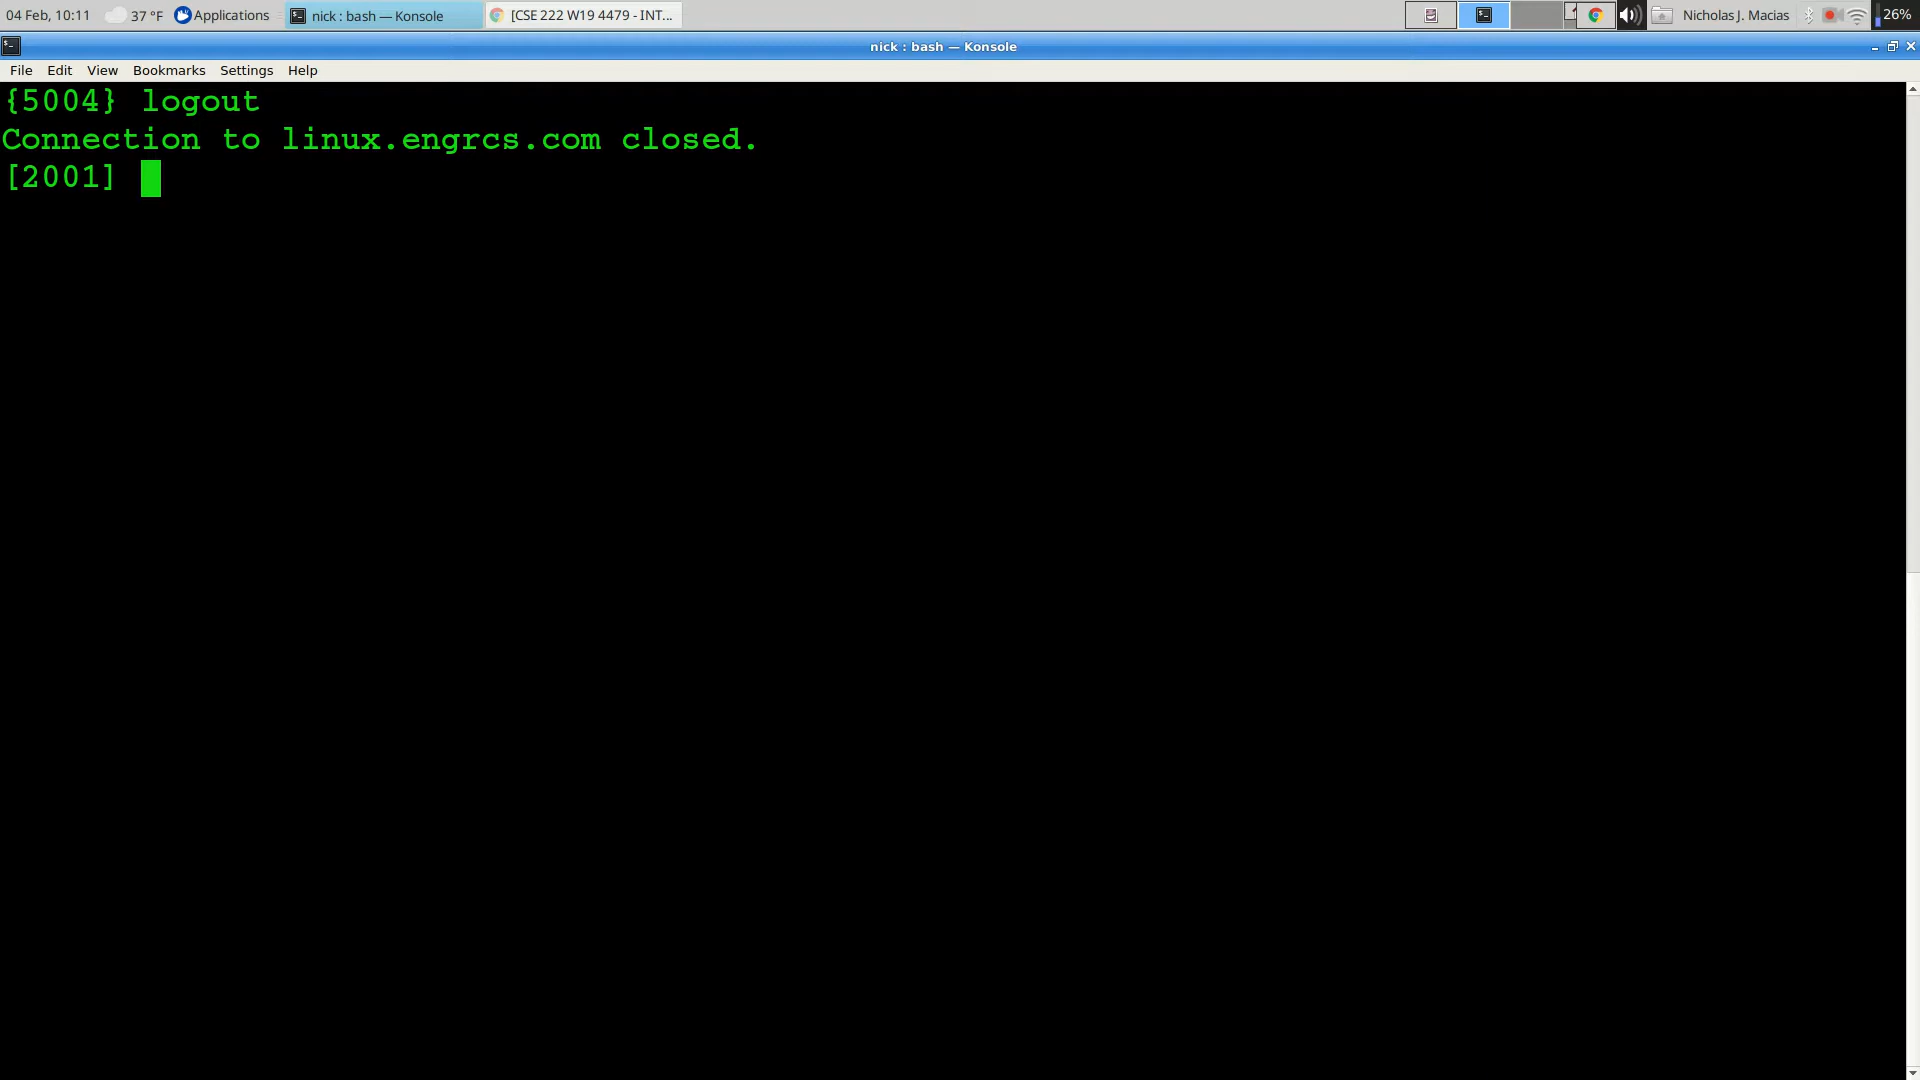 04 Feb, 10:11 37 °F Applications nick : bash — Konsole [CSE 222 W19 4479 - INT... Nicholas J. Macias 26%
nick : bash — Konsole
File Edit View Bookmarks Settings Help
{5004} logout
Connection to linux.engrcs.com closed.
[2001]